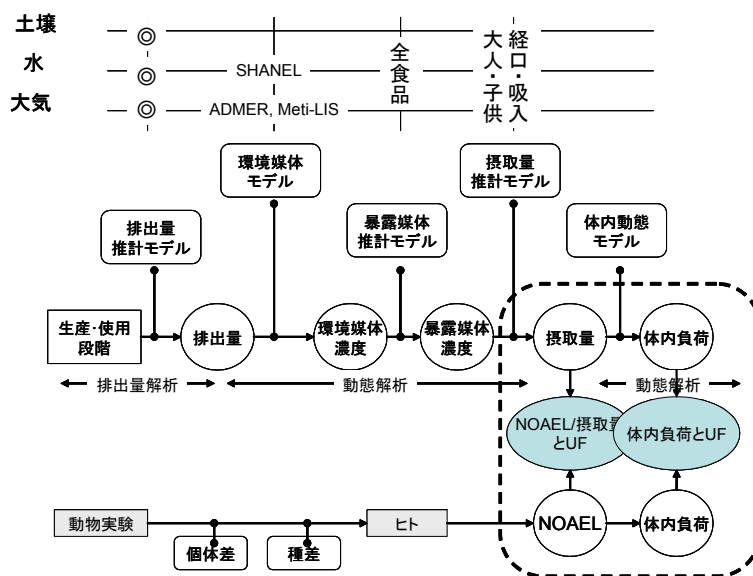 土壌
◎
水
◎
SHANEL
大気
◎
ADMER, Meti-LIS
全食品
経口・吸入
大人・子供
環境媒体
モデル
摂取量
推計モデル
排出量
推計モデル
暴露媒体
推計モデル
体内動態
モデル
生産・使用
段階
排出量
環境媒体
濃度
暴露媒体
濃度
摂取量
体内負荷
排出量解析
動態解析
動態解析
NOAEL/摂取量
とUF
体内負荷とUF
動物実験
ヒト
NOAEL
体内負荷
個体差
種差